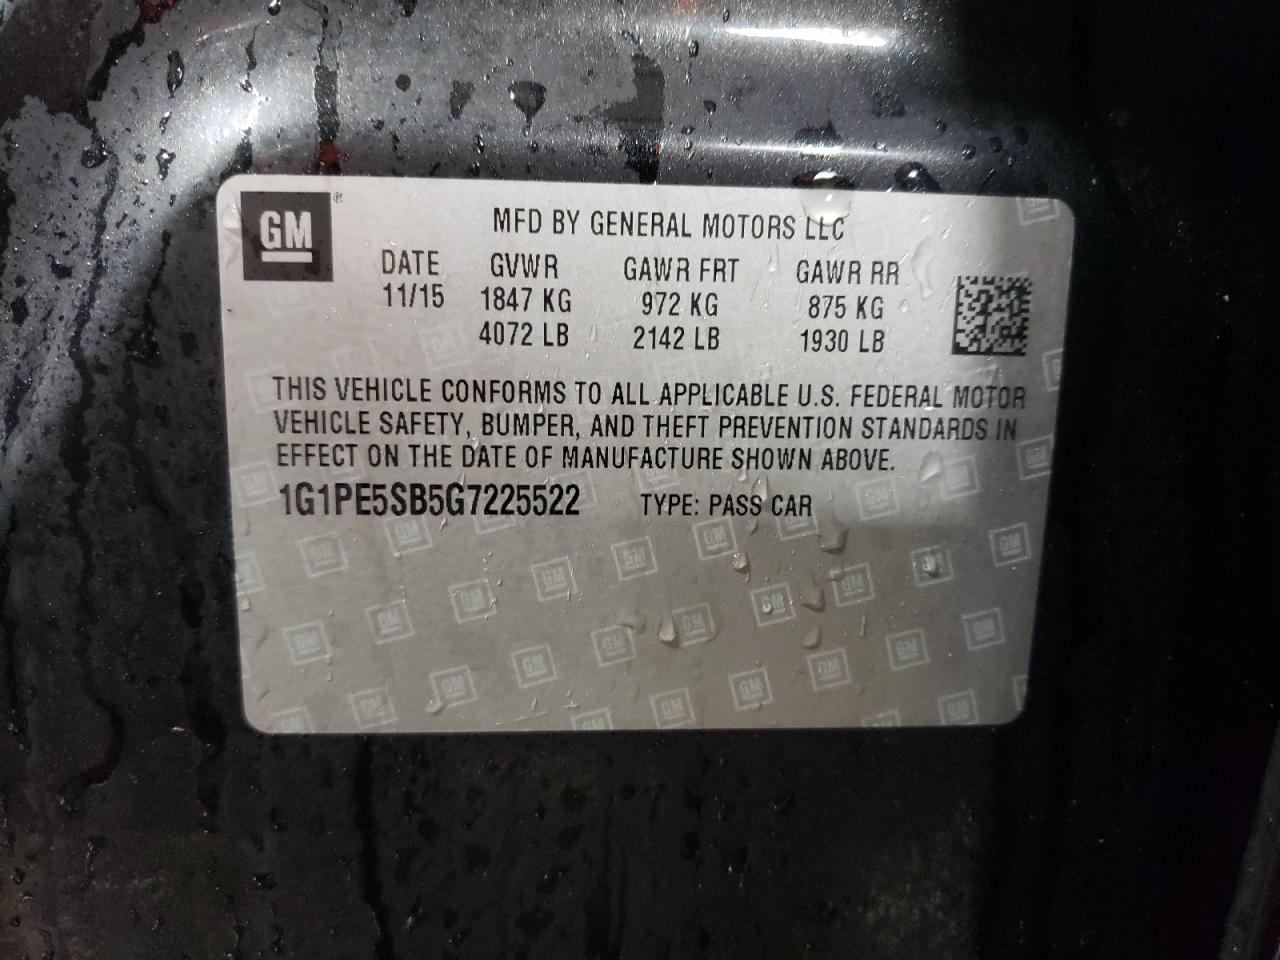 GM ®
MFD BY GENERAL MOTORS LLC
DATE GVWR GAWR FRT GAWR RR
11/15 1847 KG 972 KG 875 KG
4072 LB 2142 LB 1930 LB
THIS VEHICLE CONFORMS TO ALL APPLICABLE U.S. FEDERAL MOTOR
VEHICLE SAFETY, BUMPER, AND THEFT PREVENTION STANDARDS IN
EFFECT ON THE DATE OF MANUFACTURE SHOWN ABOVE.
1G1PE5SB5G7225522 TYPE: PASS CAR